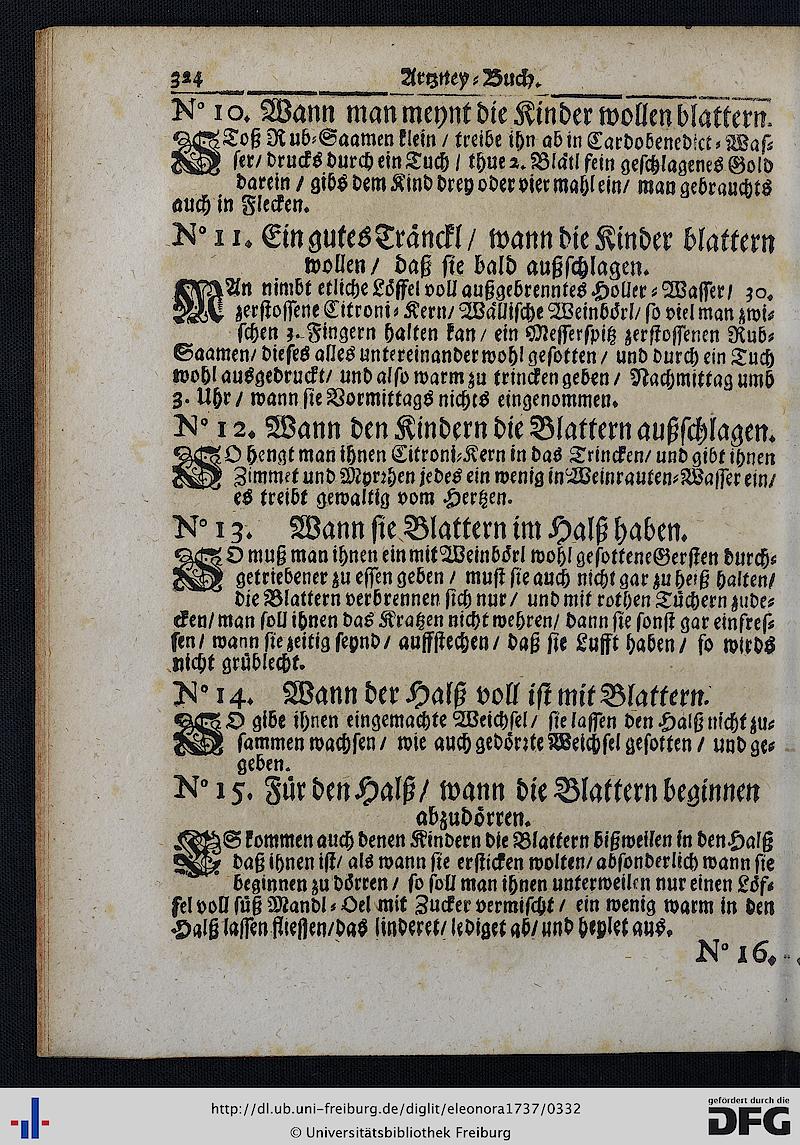 324 Artzney-Buch.
N° 10. Wann man meynt die Kinder wollen blattern.
STOß Rub-Saamen klein / treibe ihn ab in Cardobenedict-Was-
ser/ drucks durch ein Tuch / thue 2. Blätl fein geschlagenes Gold
darein / gibs dem Kind drey oder vier mahl ein/ man gebrauchts
auch in Flecken.
N° 11. Ein gutes Tränckl / wann die Kinder blattern
wollen / daß sie bald außschlagen.
MAn nimbt etliche Löffel voll außgebrenntes Holler-Wasser/ 30.
zerstossene Citroni-Kern/ Wällische Weinbörl/ so viel man zwi-
schen 3. Fingern halten kan / ein Messerspitz zerstossenen Rub-
Saamen/ dieses alles untereinander wohl gesotten / und durch ein Tuch
wohl ausgedruckt/ und also warm zu trincken geben / Nachmittag umb
3. Uhr / wann sie Vormittags nichts eingenommen.
N° 12. Wann den Kindern die Blattern außschlagen.
SO hengt man ihnen Citroni-Kern in das Trincken/ und gibt ihnen
Zimmet und Myrrhen jedes ein wenig in Weinrauten-Wasser ein/
es treibt gewaltig vom Hertzen.
N° 13. Wann sie Blattern im Halß haben.
SO muß man ihnen ein mit Weinbörl wohl gesottene Gersten durch-
getriebener zu essen geben / must sie auch nicht gar zu heiß halten/
die Blattern verbrennen sich nur / und mit rothen Tüchern zude-
cken/ man soll ihnen das Kratzen nicht wehren/ dann sie sonst gar einfres-
sen / wann sie zeitig seynd / auffstechen / daß sie Lufft haben / so wirds
nicht grüblecht.
N° 14. Wann der Halß voll ist mit Blattern.
SO gibe ihnen eingemachte Weichsel / sie lassen den Halß nicht zu-
sammen wachsen / wie auch gedörrte Weichsel gesotten / und ge-
geben.
N° 15. Für den Halß / wann die Blattern beginnen
abzudörren.
ES kommen auch denen Kindern die Blattern bißweilen in den Halß
daß ihnen ist/ als wann sie ersticken wolten/ absonderlich wann sie
beginnen zu dörren / so soll man ihnen unterweilen nur einen Löf-
fel voll süß Mandl-Oel mit Zucker vermischt / ein wenig warm in den
Halß lassen fliessen/ das linderet/ lediget ab/ und heylet aus.
N° 16.
http://dl.ub.uni-freiburg.de/diglit/eleonora1737/0332
© Universitätsbibliothek Freiburg
gefördert durch die
DFG